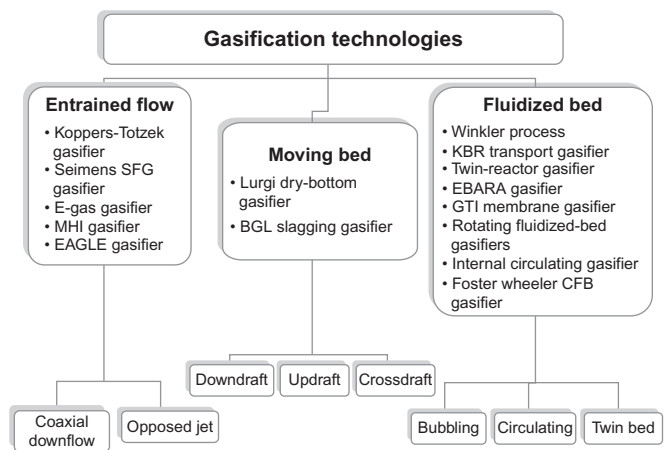 Gasification technologies
Entrained flow
• Koppers-Totzek
gasifier
• Seimens SFG
gasifier
• E-gas gasifier
• MHI gasifier
• EAGLE gasifier
Moving bed
• Lurgi dry-bottom
gasifier
• BGL slagging gasifier
Fluidized bed
• Winkler process
• KBR transport gasifier
• Twin-reactor gasifier
• EBARA gasifier
• GTI membrane gasifier
• Rotating fluidized-bed
gasifiers
• Internal circulating gasifier
• Foster wheeler CFB
gasifier
Coaxial
downflow
Opposed jet
Downdraft
Updraft
Crossdraft
Bubbling
Circulating
Twin bed